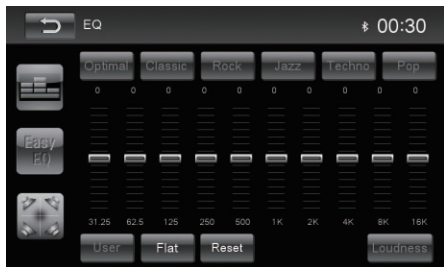 EQ 00:30
Optimal Classic Rock Jazz Techno Pop
0 0 0 0 0 0 0 0 0 0
Easy
EQ
31.25 62.5 125 250 500 1K 2K 4K 8K 16K
User Flat Reset Loudness